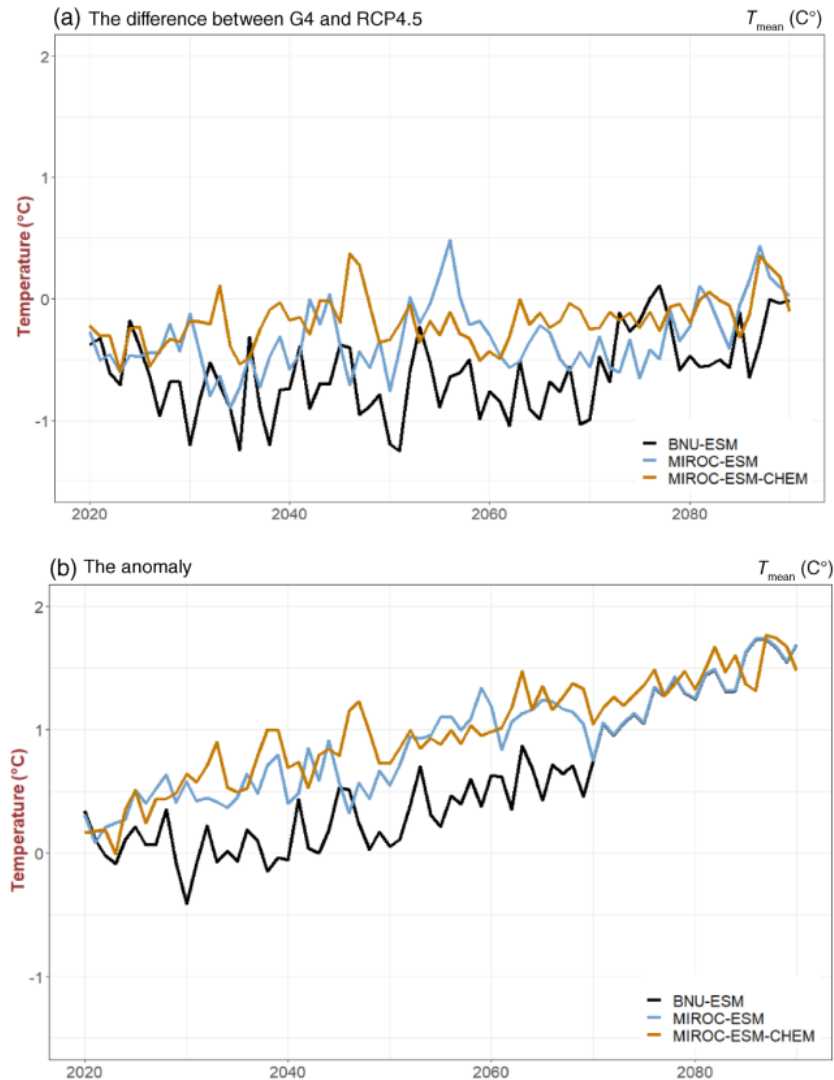 (a) The difference between G4 and RCP4.5 Tmean (C°)
2
1
0
-1
Temperature (°C)
BNU-ESM
MIROC-ESM
MIROC-ESM-CHEM
2020 2040 2060 2080
(b) The anomaly Tmean (C°)
2
1
0
-1
Temperature (°C)
BNU-ESM
MIROC-ESM
MIROC-ESM-CHEM
2020 2040 2060 2080